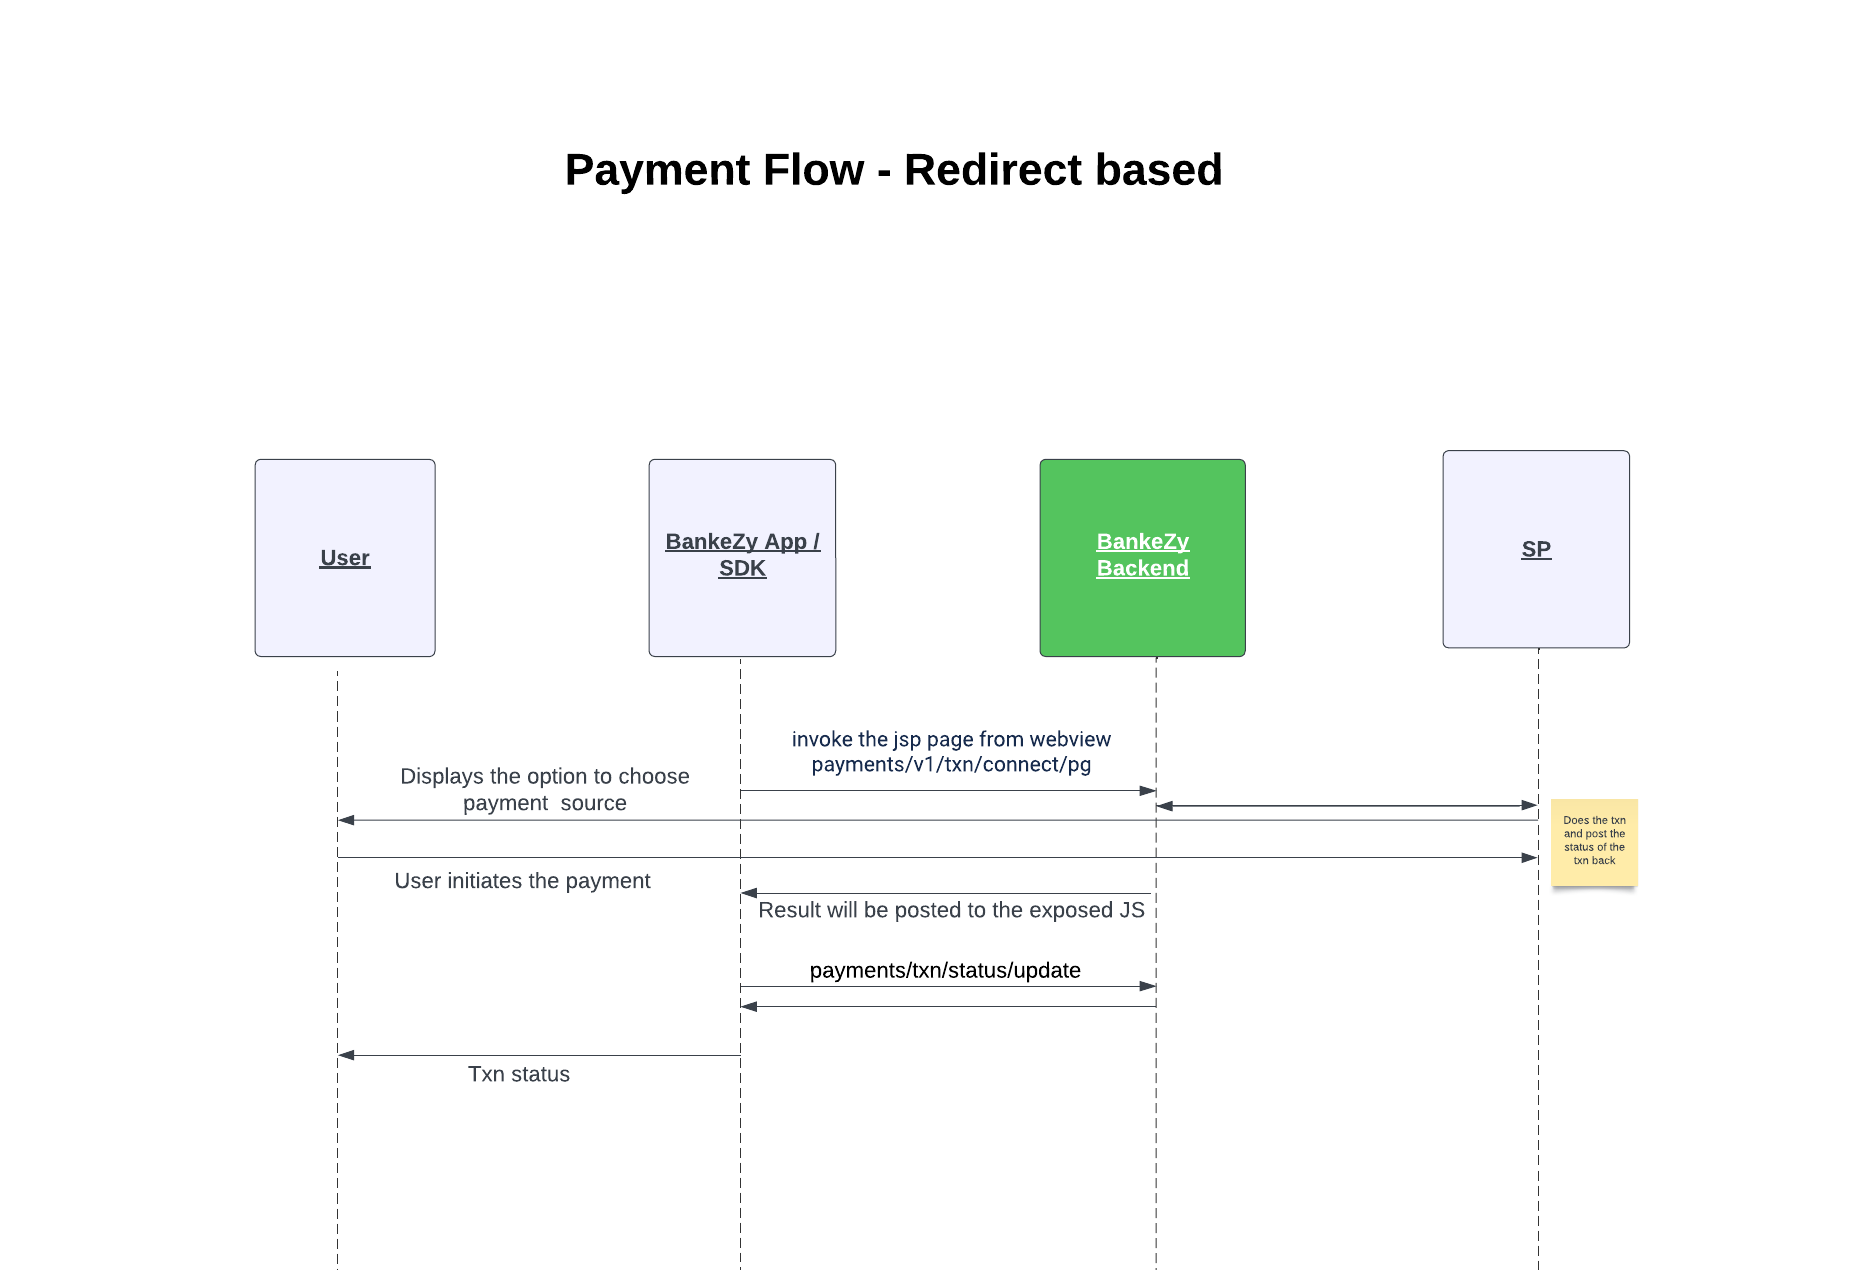 Payment Flow - Redirect based
User
BankeZy App /
SDK
BankeZy
Backend
SP
invoke the jsp page from webview
payments/v1/txn/connect/pg
Displays the option to choose
payment  source
Does the txn
and post the
status of the
txn back
User initiates the payment
Result will be posted to the exposed JS
payments/txn/status/update
Txn status